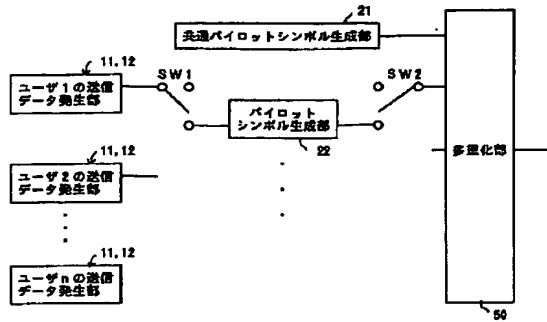 21
共通パイロットシンボル生成部
11,12
SW1
SW2
ユーザ1の送信
データ発生部
パイロット
シンボル生成部
22
多重化部
11,12
ユーザ2の送信
データ発生部
11,12
ユーザnの送信
データ発生部
50